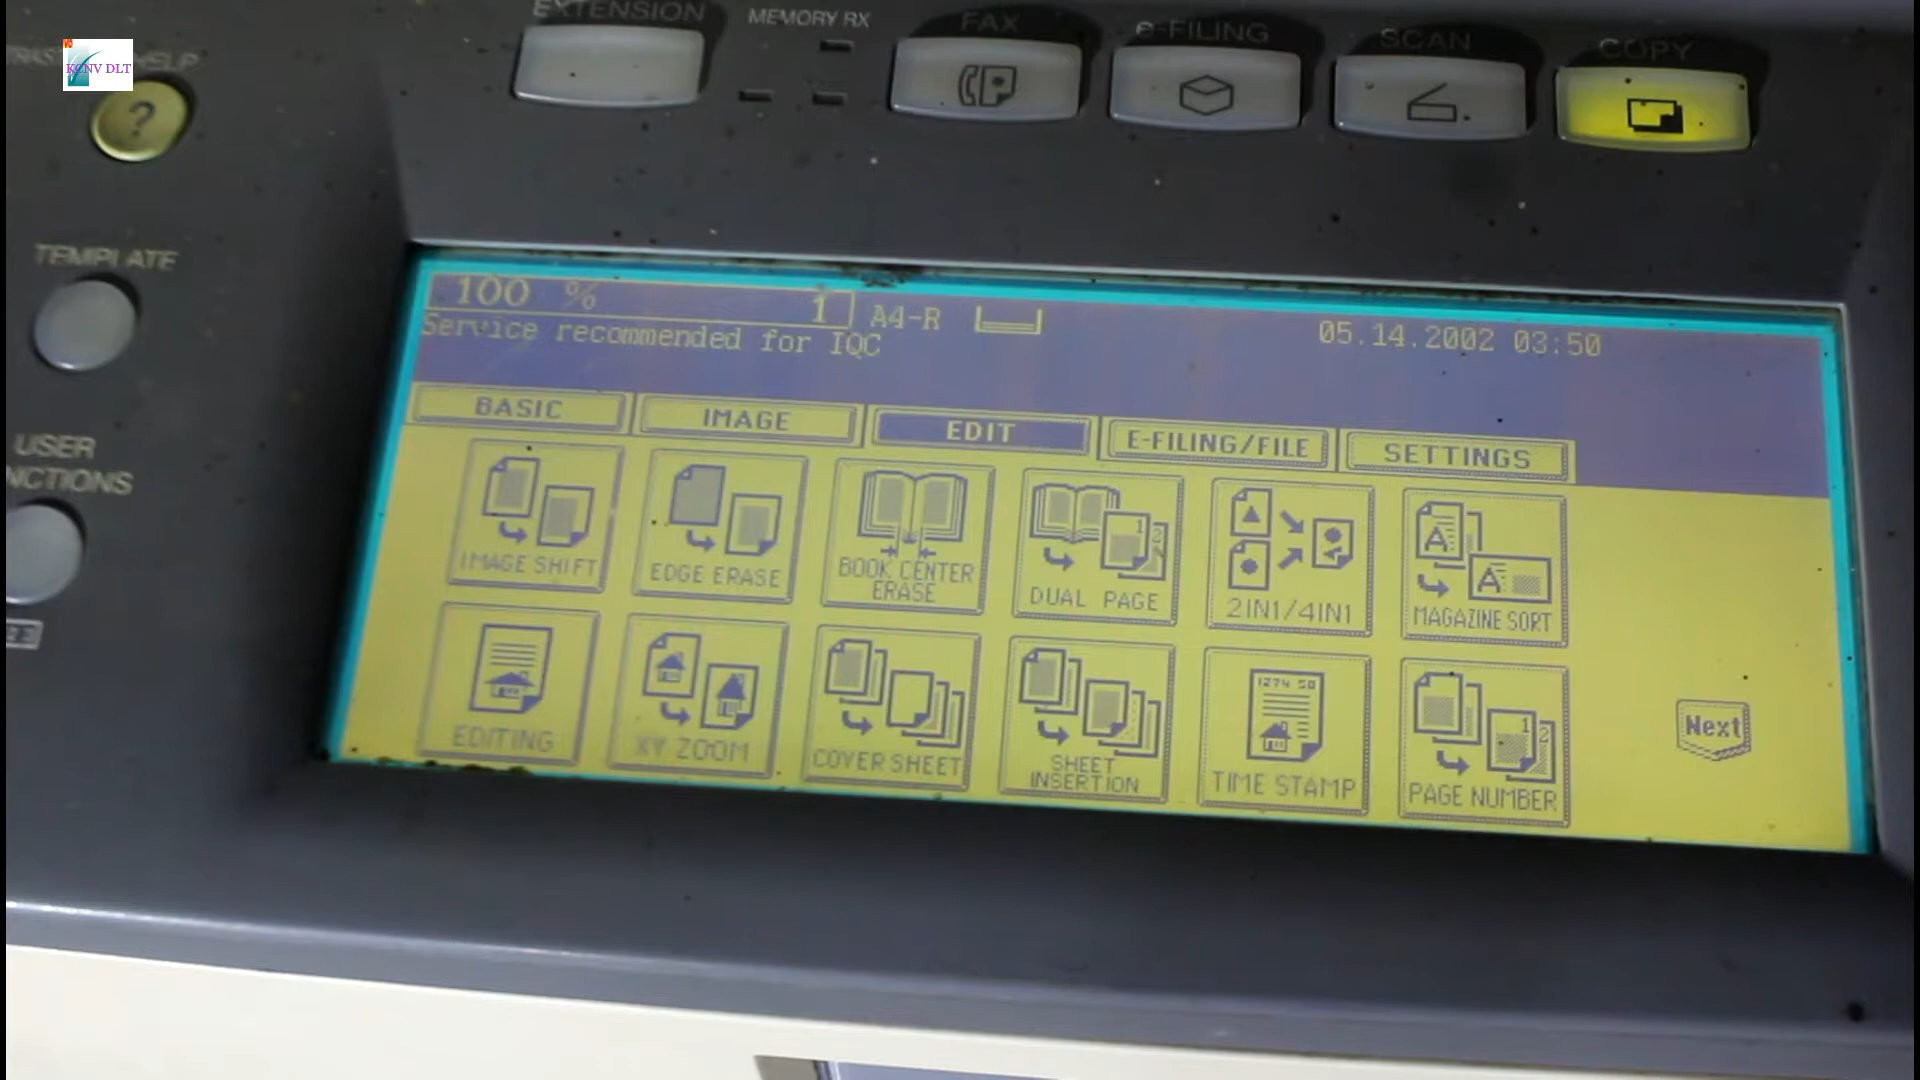 EXTENSION
MEMORY RX
FAX
e-FILING
SCAN
COPY
HELP
KONV DLT
?
TEMPLATE
USER
100 % 1 A4-R
05.14.2002 03:50
Service recommended for IQC
BASIC IMAGE EDIT E-FILING/FILE SETTINGS
IMAGE SHIFT
EDGE ERASE
BOOK CENTER
ERASE
DUAL PAGE
2IN1/4IN1
MAGAZINE SORT
EDITING
XY ZOOM
COVER SHEET
SHEET
INSERTION
TIME STAMP
PAGE NUMBER
Next